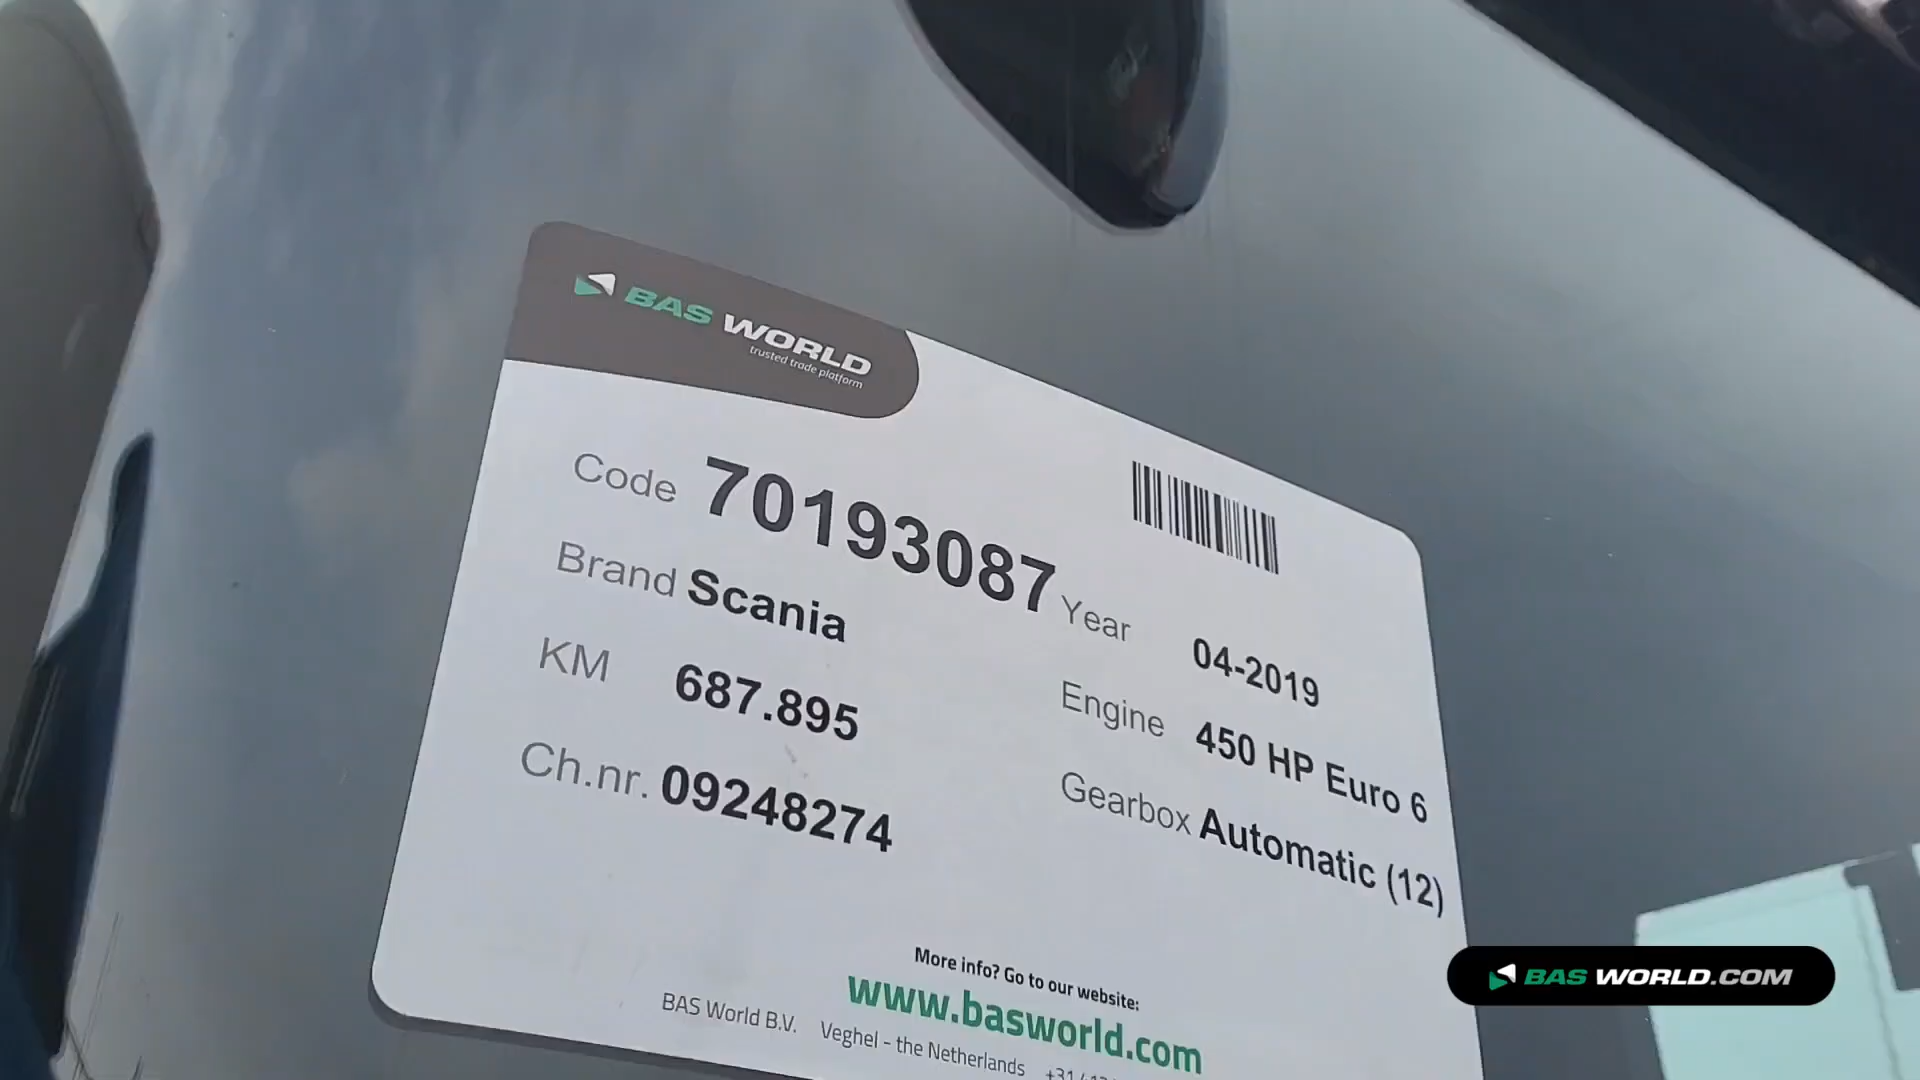 BAS WORLD
trusted trade platform
Code 70193087
Brand Scania
KM 687.895
Ch.nr. 09248274
Year 04-2019
Engine 450 HP Euro 6
Gearbox Automatic (12)
More info? Go to our website:
www.basworld.com
BAS World B.V. Veghel - the Netherlands
BAS WORLD.COM